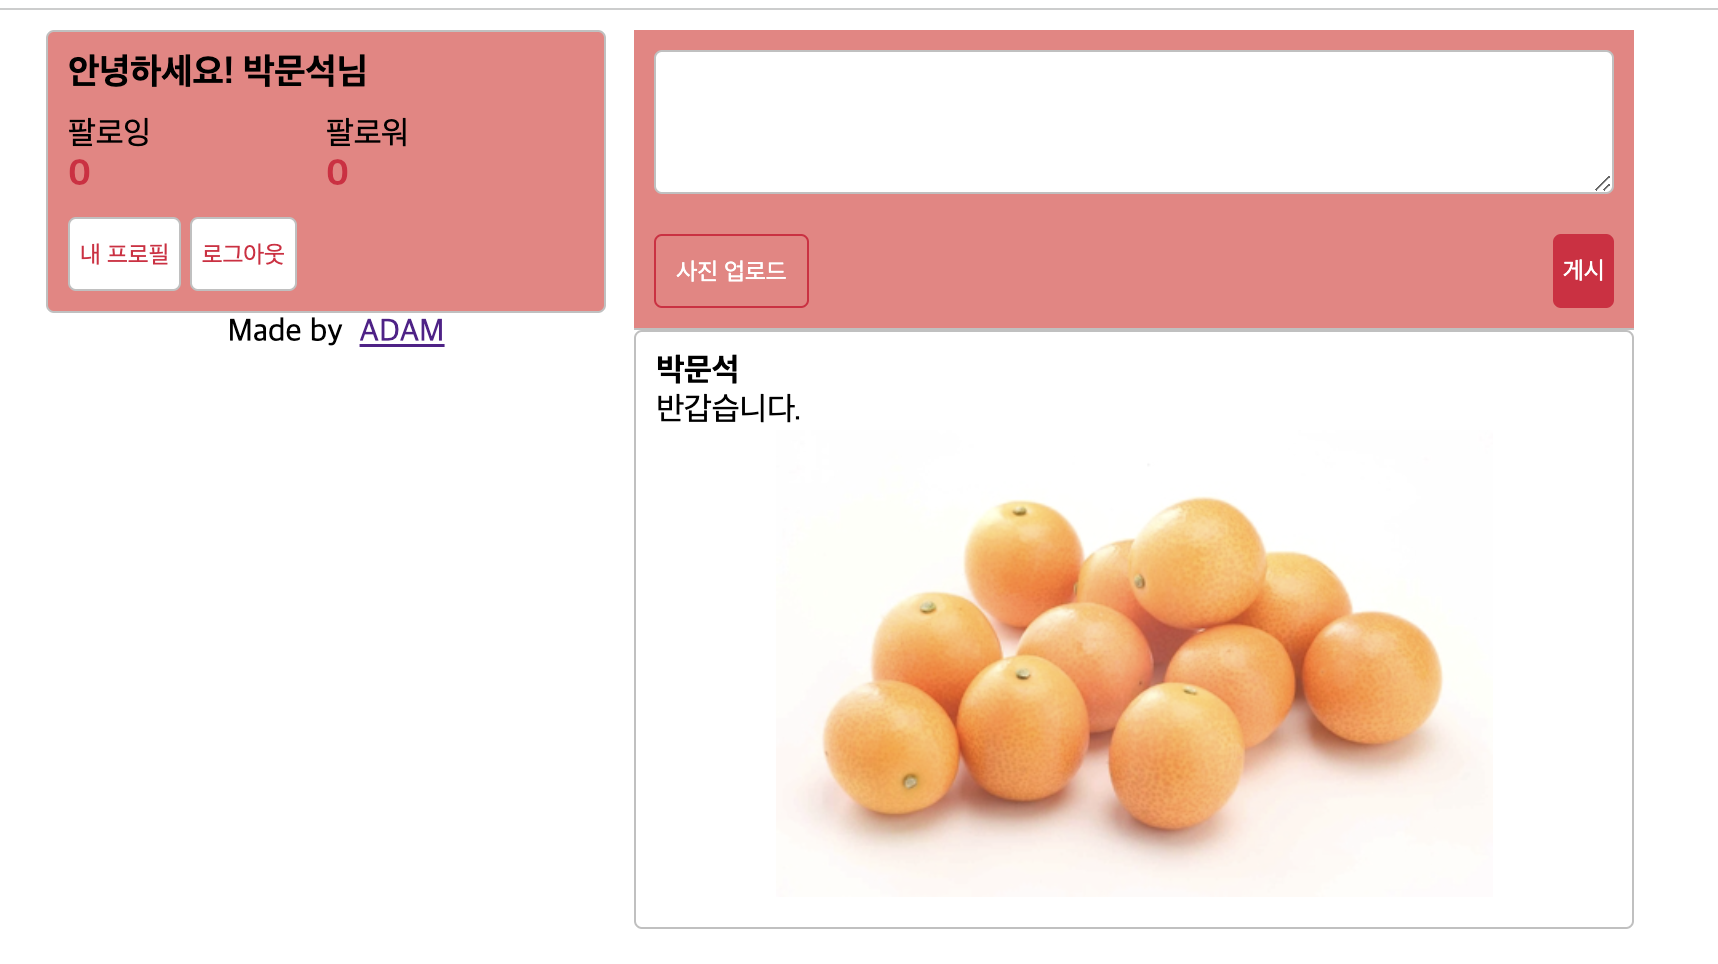 안녕하세요! 박문석님
팔로잉 팔로워
0 0
내 프로필 로그아웃
Made by ADAM
사진 업로드 게시
박문석
반갑습니다.